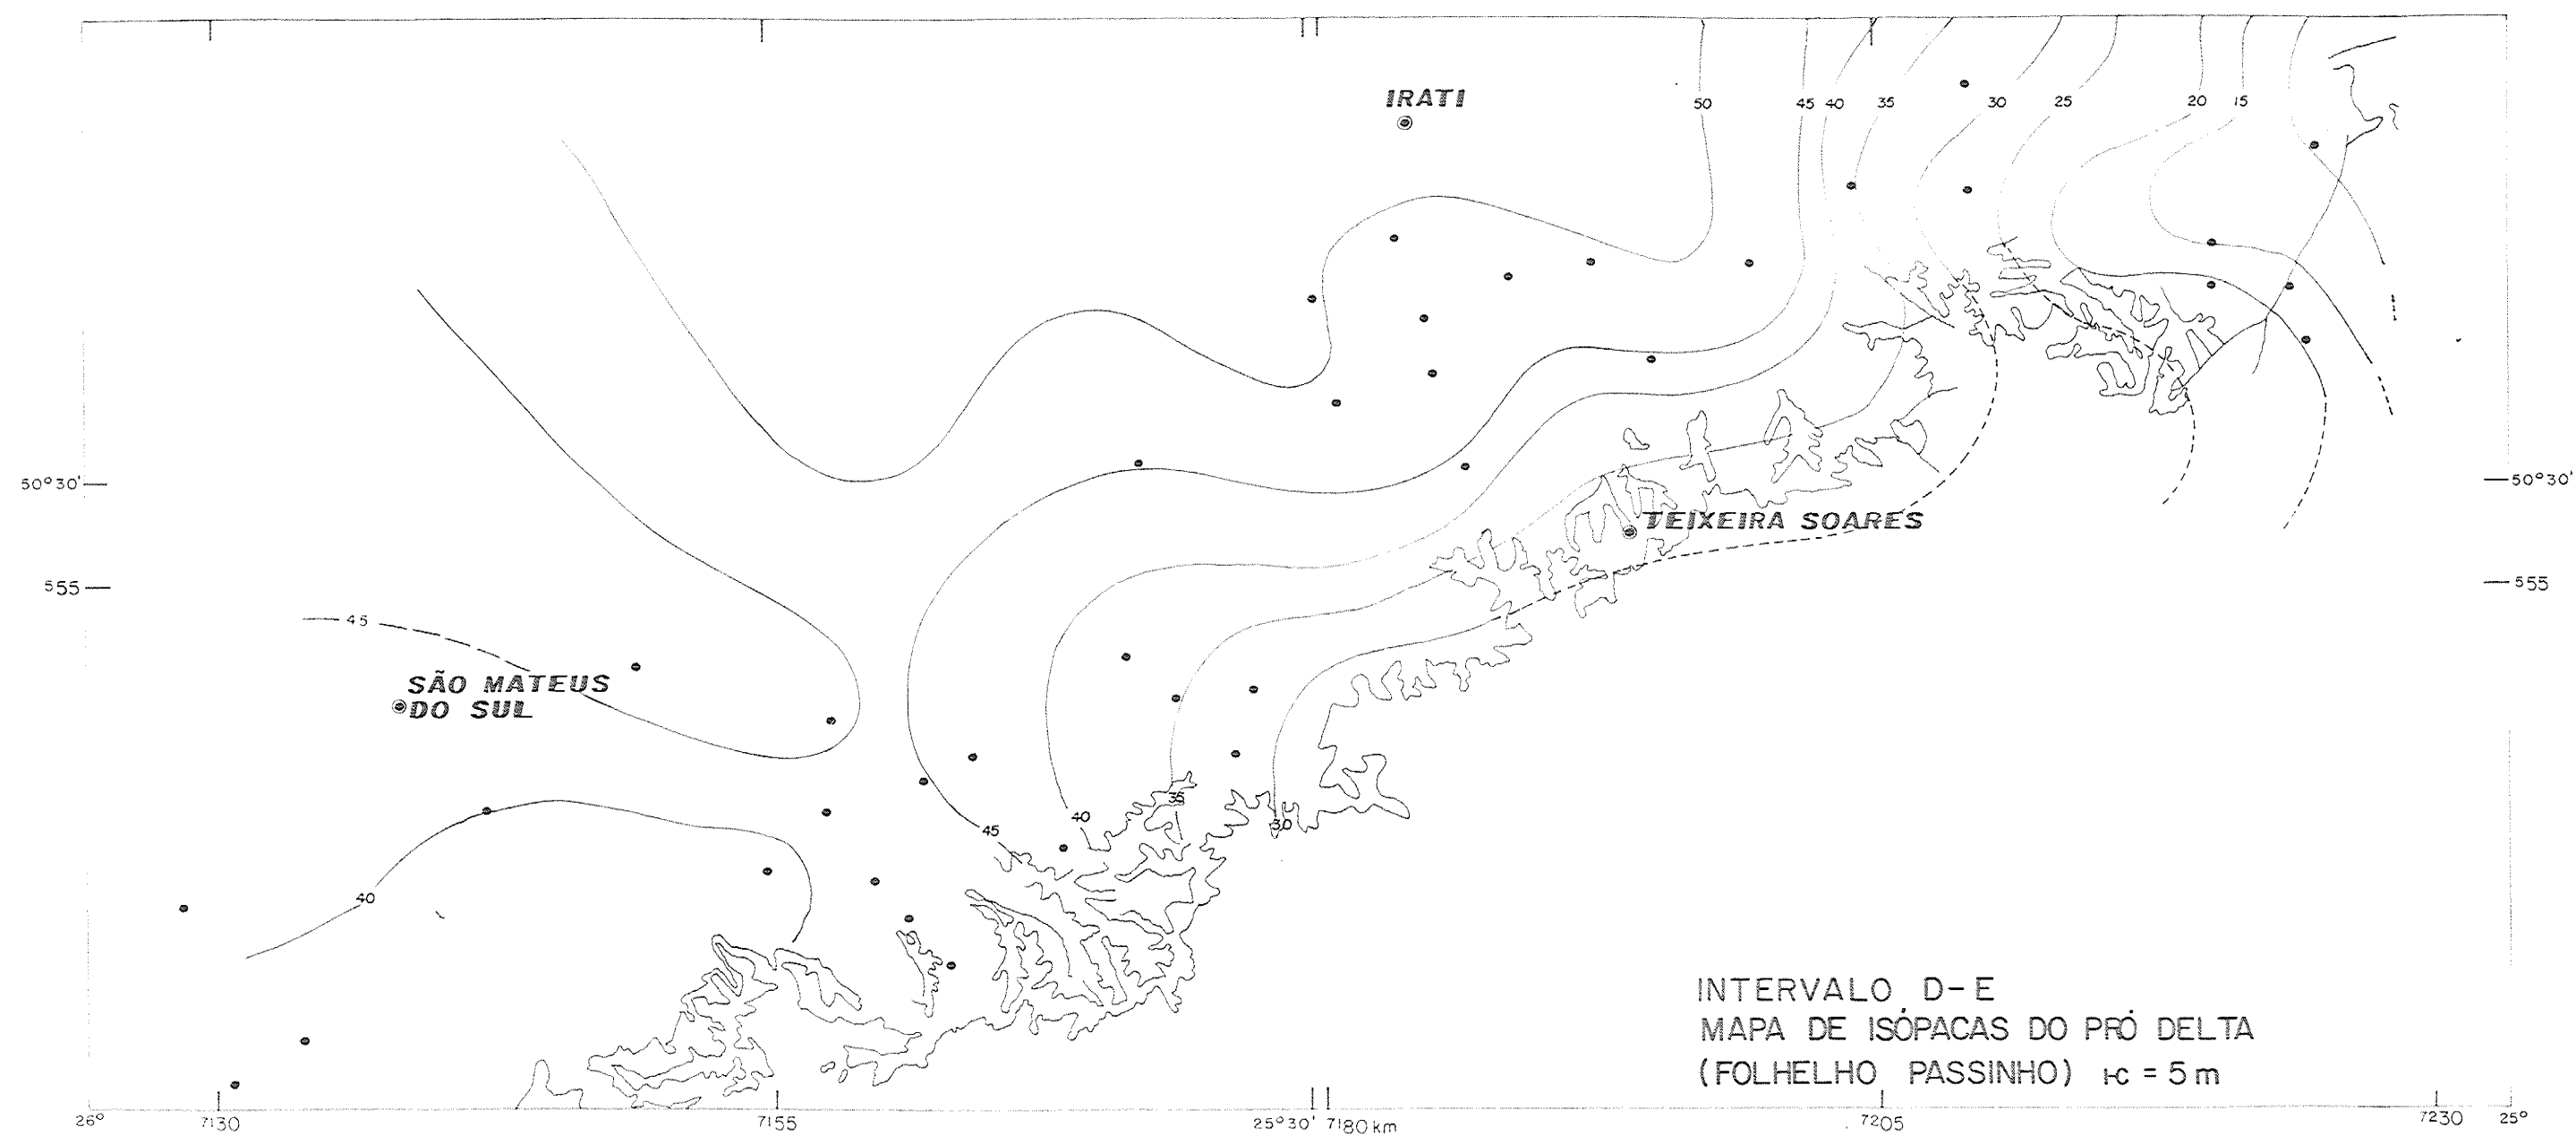 IRATI
50 45 40 35 30 25 20 15
50°30' 50°30'
TEIXEIRA SOARES
555 555
45
SÃO MATEUS
DO SUL
35
40 30
45
40
INTERVALO D-E
MAPA DE ISÓPACAS DO PRÓ DELTA
(FOLHELHO PASSINHO) I-C = 5 m
26° 7130 7155 25°30' 7180 km 7205 7230 25°